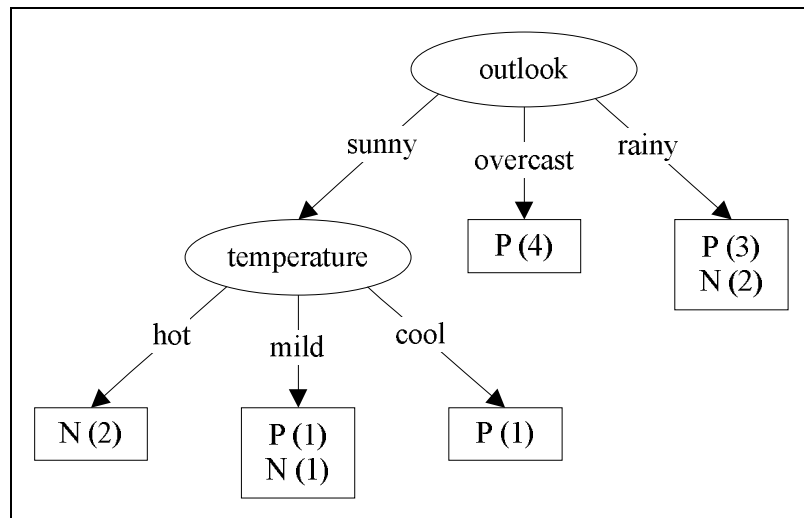 outlook
sunny
overcast
rainy
temperature
P (4)
P (3)
N (2)
hot
mild
cool
N (2)
P (1)
N (1)
P (1)